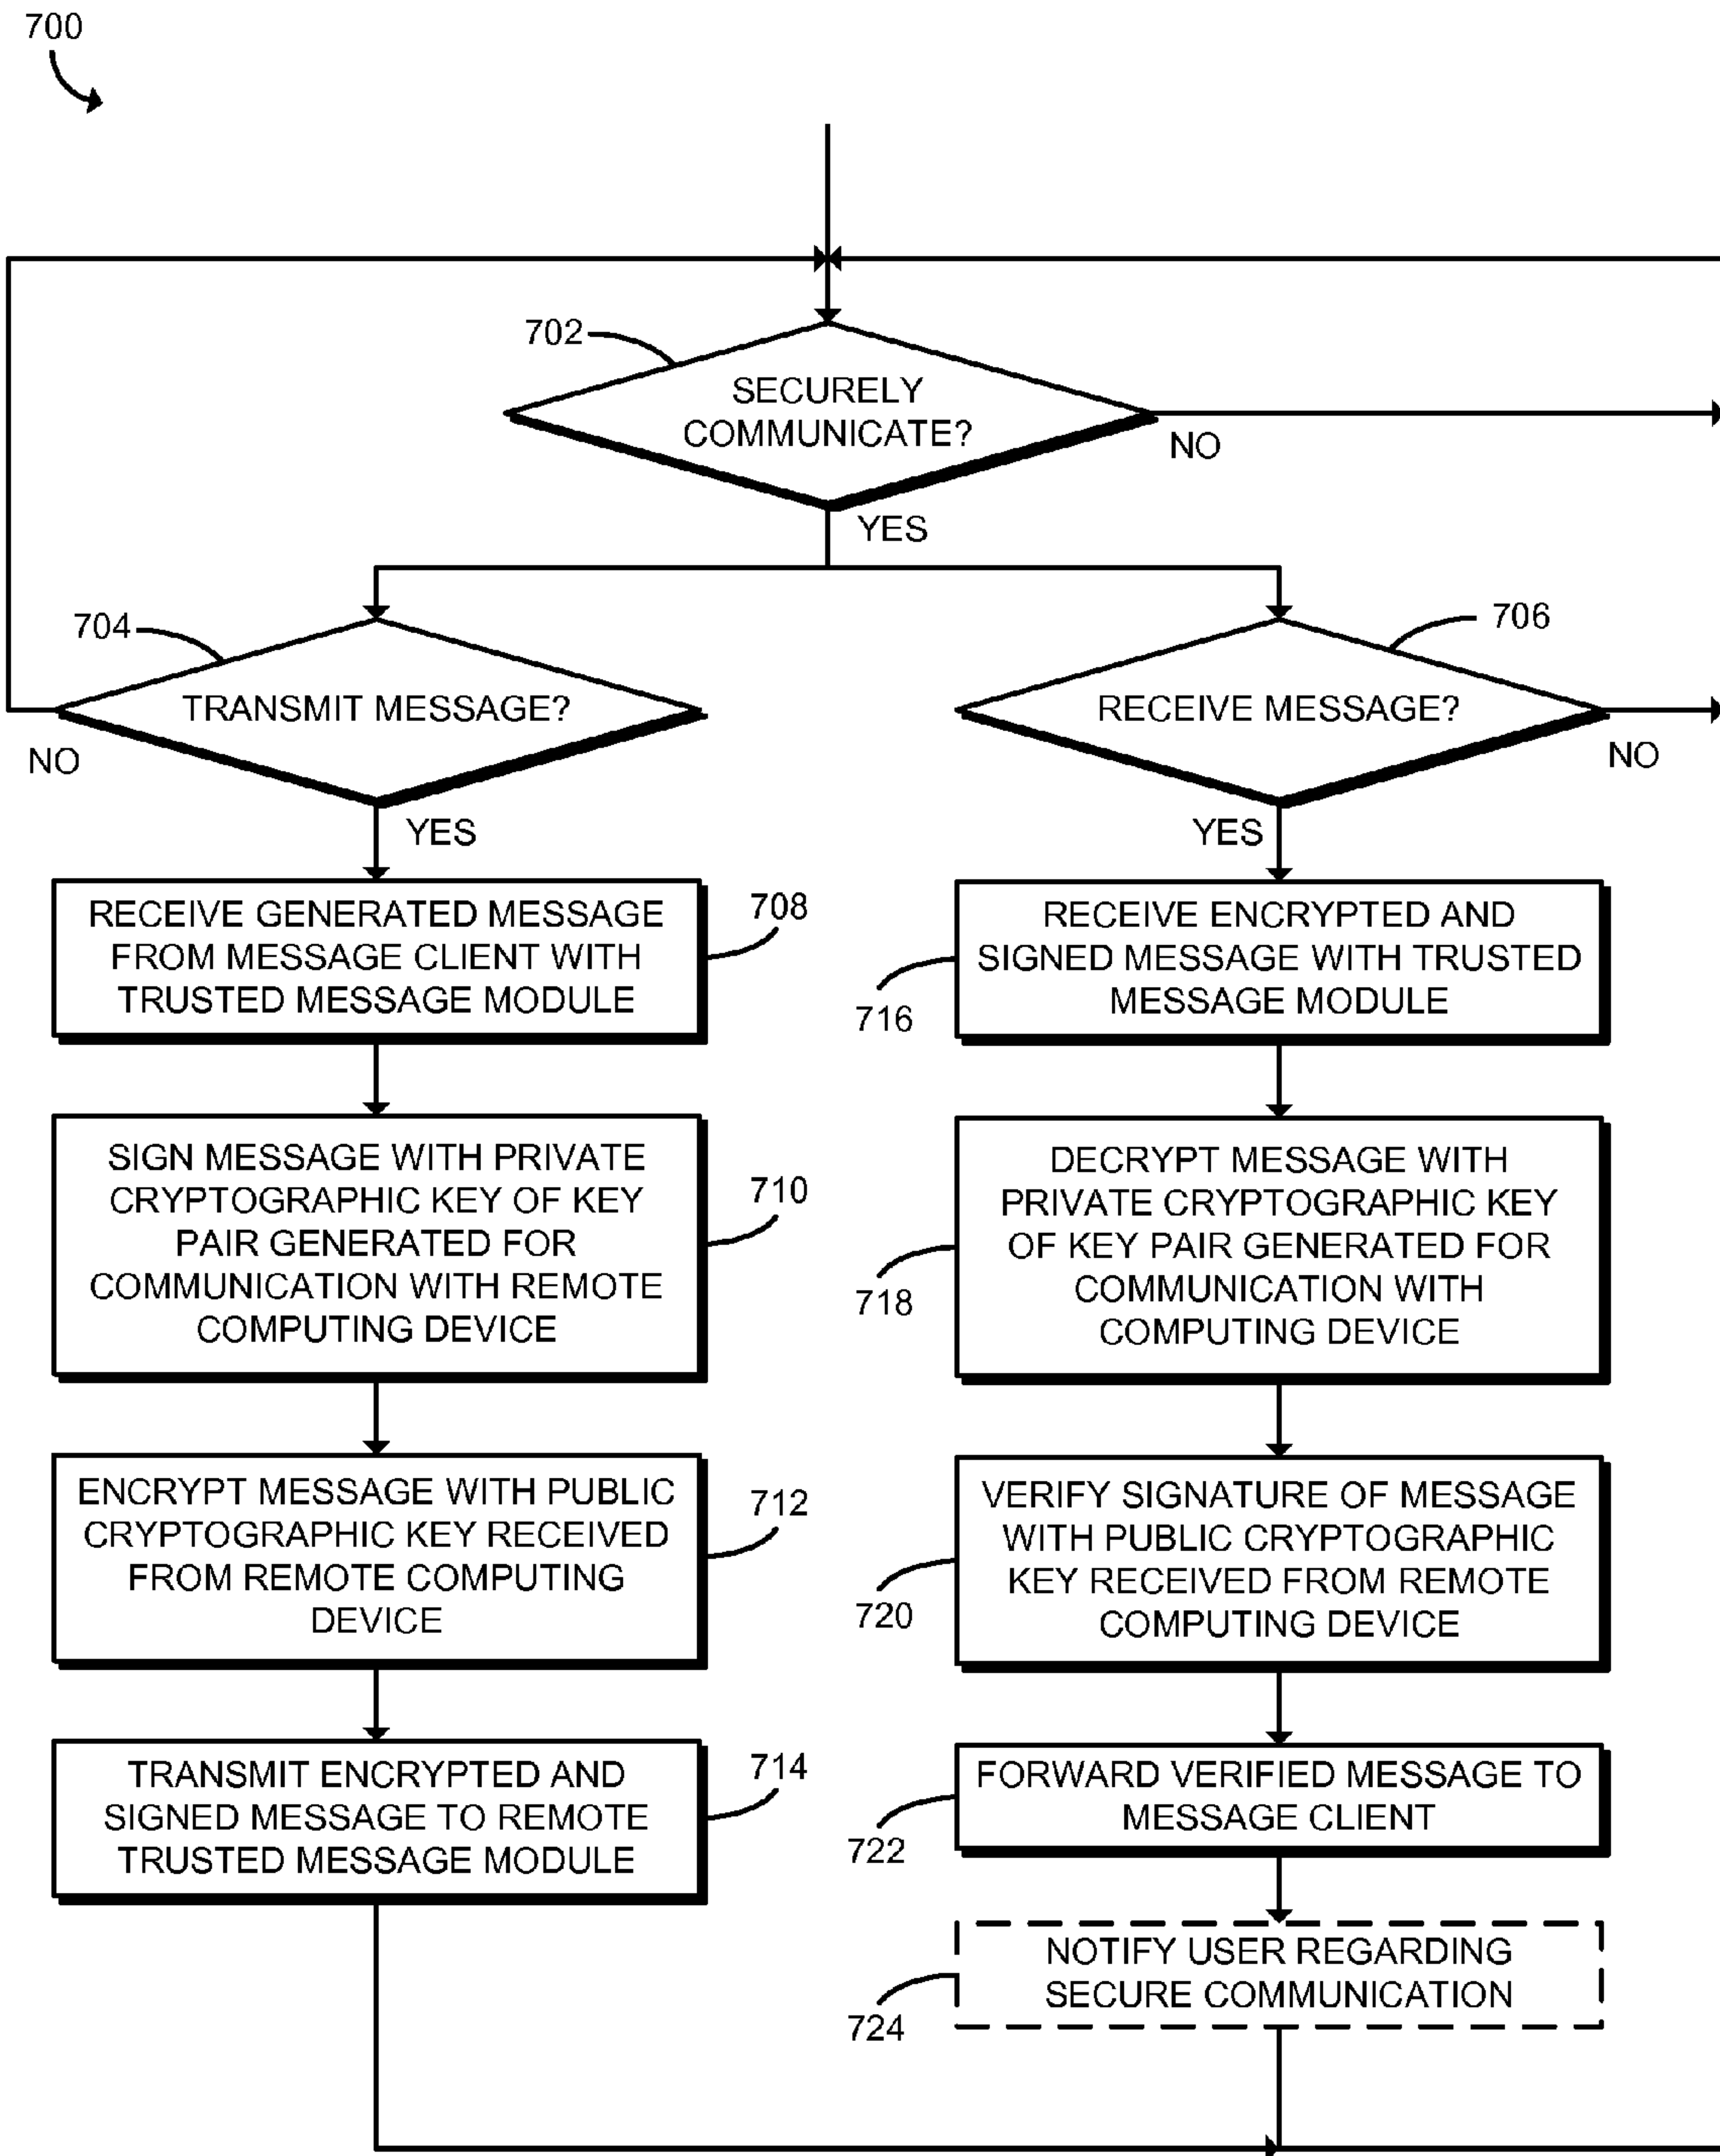 700
702
SECURELY
COMMUNICATE?
NO
YES
704
TRANSMIT MESSAGE?
NO
YES
706
RECEIVE MESSAGE?
NO
YES
RECEIVE GENERATED MESSAGE
FROM MESSAGE CLIENT WITH
TRUSTED MESSAGE MODULE
708
SIGN MESSAGE WITH PRIVATE
CRYPTOGRAPHIC KEY OF KEY
PAIR GENERATED FOR
COMMUNICATION WITH REMOTE
COMPUTING DEVICE
710
ENCRYPT MESSAGE WITH PUBLIC
CRYPTOGRAPHIC KEY RECEIVED
FROM REMOTE COMPUTING
DEVICE
712
TRANSMIT ENCRYPTED AND
SIGNED MESSAGE TO REMOTE
TRUSTED MESSAGE MODULE
714
RECEIVE ENCRYPTED AND
SIGNED MESSAGE WITH TRUSTED
MESSAGE MODULE
716
DECRYPT MESSAGE WITH
PRIVATE CRYPTOGRAPHIC KEY
OF KEY PAIR GENERATED FOR
COMMUNICATION WITH
COMPUTING DEVICE
718
VERIFY SIGNATURE OF MESSAGE
WITH PUBLIC CRYPTOGRAPHIC
KEY RECEIVED FROM REMOTE
COMPUTING DEVICE
720
FORWARD VERIFIED MESSAGE TO
MESSAGE CLIENT
722
NOTIFY USER REGARDING
SECURE COMMUNICATION
724